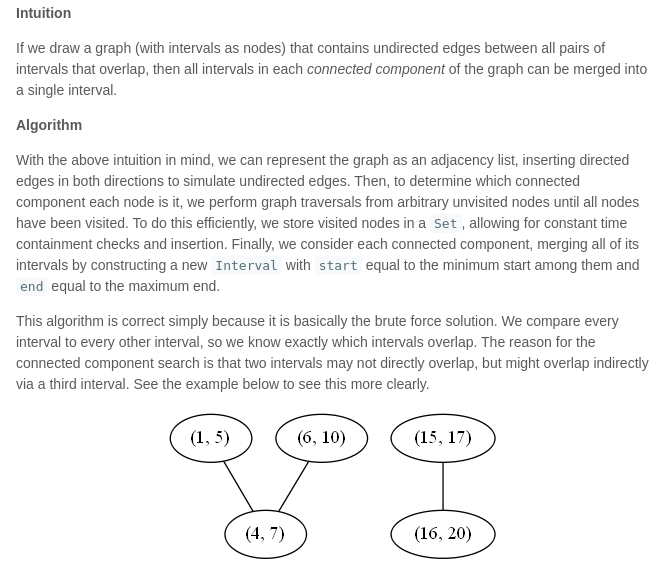 Intuition
If we draw a graph (with intervals as nodes) that contains undirected edges between all pairs of
intervals that overlap, then all intervals in each connected component of the graph can be merged into
a single interval.
Algorithm
With the above intuition in mind, we can represent the graph as an adjacency list, inserting directed
edges in both directions to simulate undirected edges. Then, to determine which connected
component each node is it, we perform graph traversals from arbitrary unvisited nodes until all nodes
have been visited. To do this efficiently, we store visited nodes in a Set, allowing for constant time
containment checks and insertion. Finally, we consider each connected component, merging all of its
intervals by constructing a new Interval with start equal to the minimum start among them and
end equal to the maximum end.
This algorithm is correct simply because it is basically the brute force solution. We compare every
interval to every other interval, so we know exactly which intervals overlap. The reason for the
connected component search is that two intervals may not directly overlap, but might overlap indirectly
via a third interval. See the example below to see this more clearly.
(1, 5) (6, 10) (15, 17)
(4, 7) (16, 20)